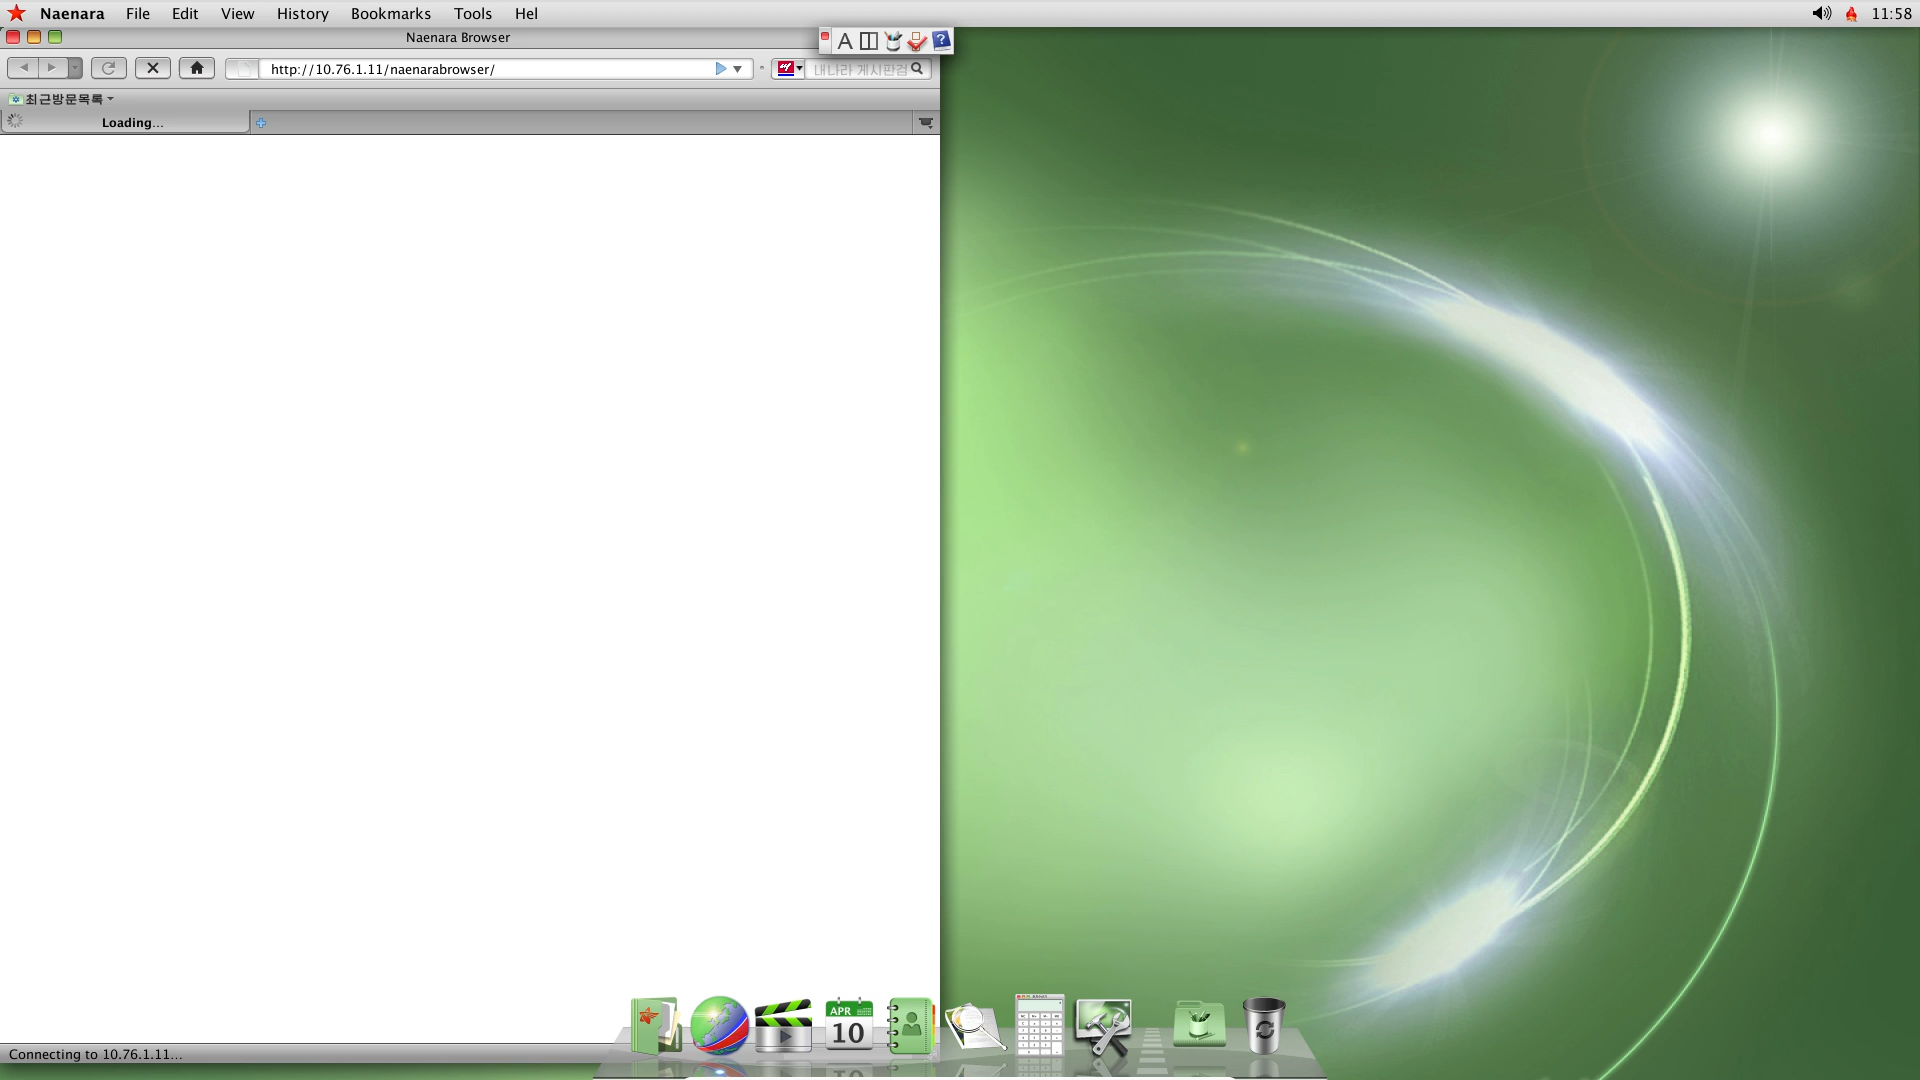 Naenara File Edit View History Bookmarks Tools Hel 11:58
Naenara Browser
A ?
http://10.76.1.11/naenarabrowser/ 내나라 게시판검
최근방문목록
Loading...
APR
10
Connecting to 10.76.1.11...